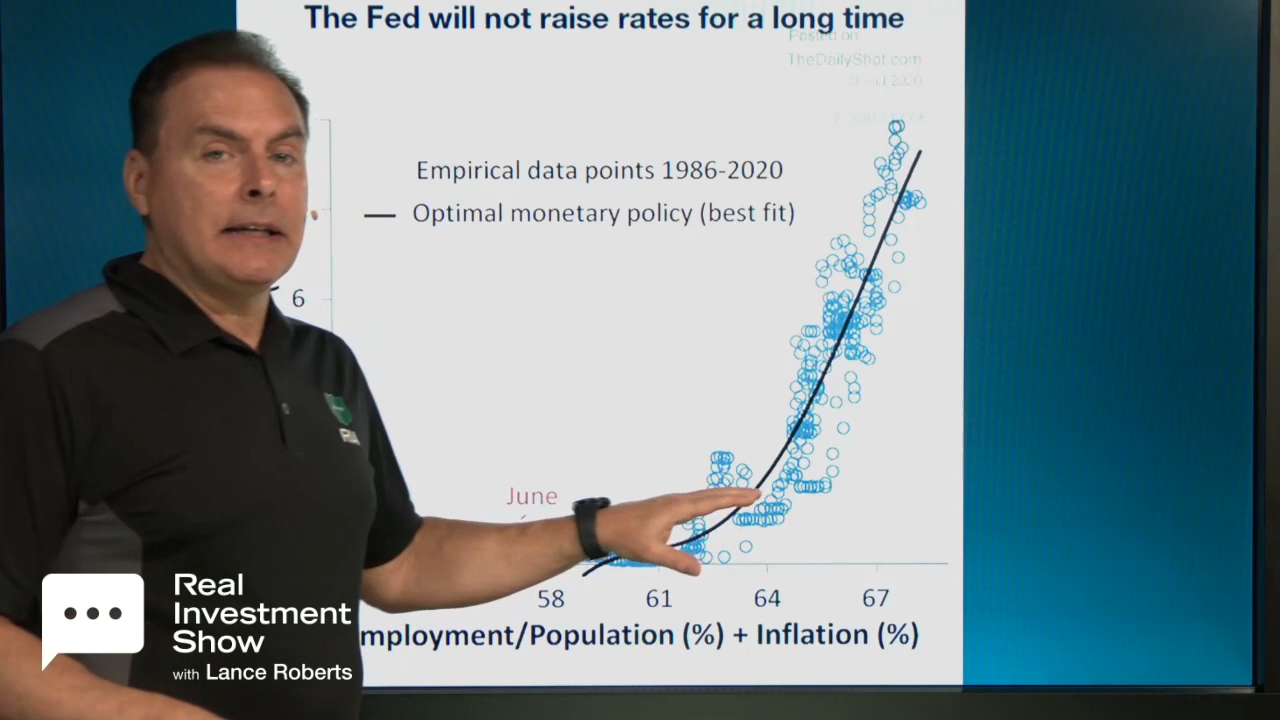 The Fed will not raise rates for a long time
Posted on
TheDailyShot.com
2020
Empirical data points 1986-2020
Optimal monetary policy (best fit)
6
June
58 61 64 67
mployment/Population (%) + Inflation (%)
RIA
Real
Investment
Show
with Lance Roberts